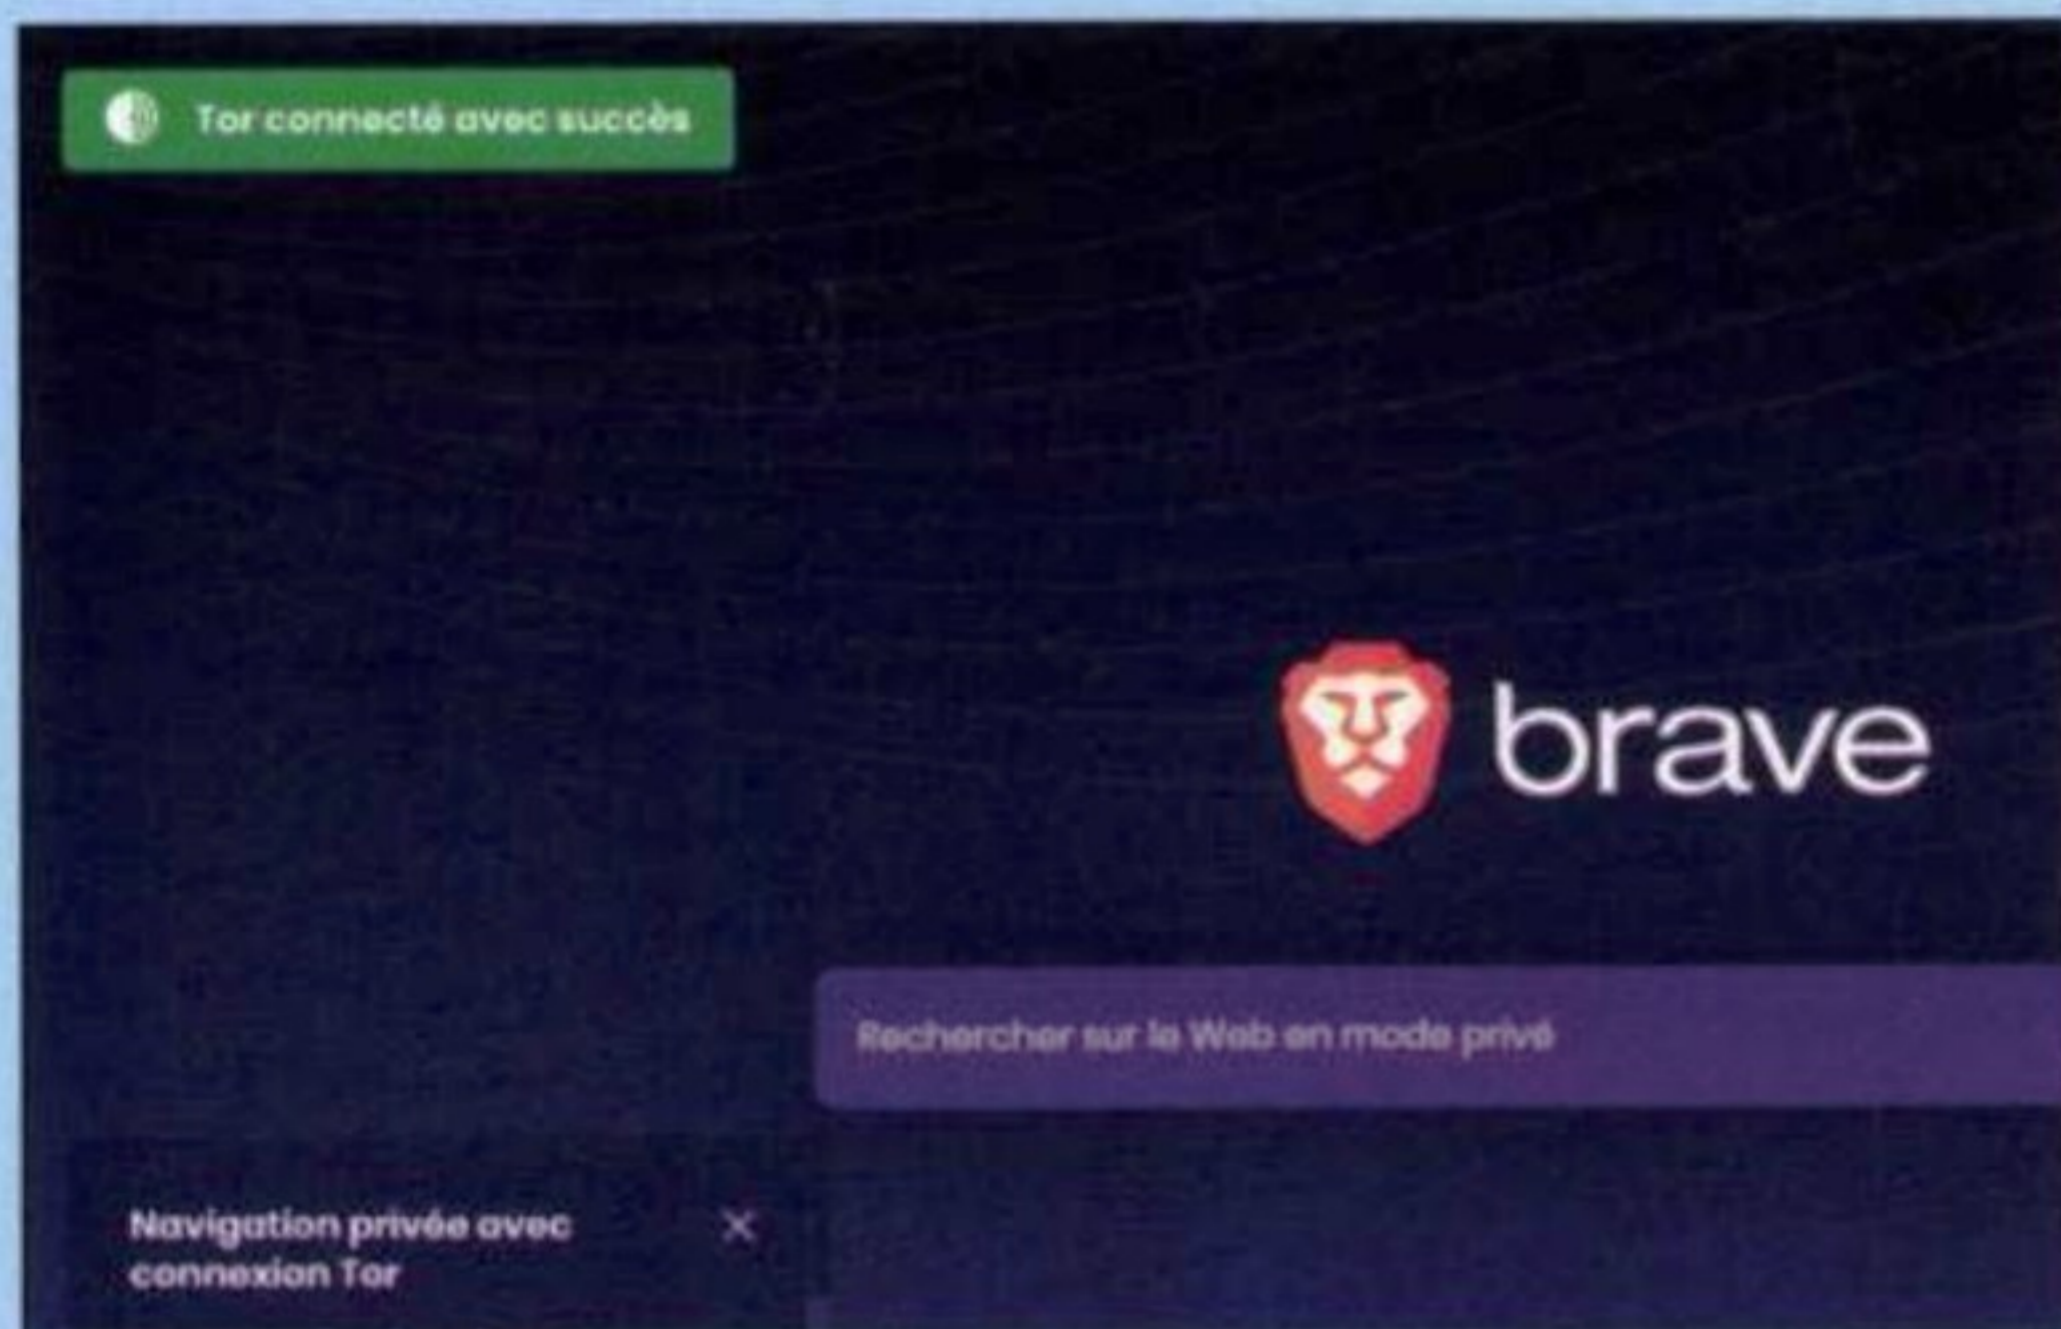 Tor connecté avec succès
brave
Rechercher sur le Web en mode privé
Navigation privée avec
connexion Tor